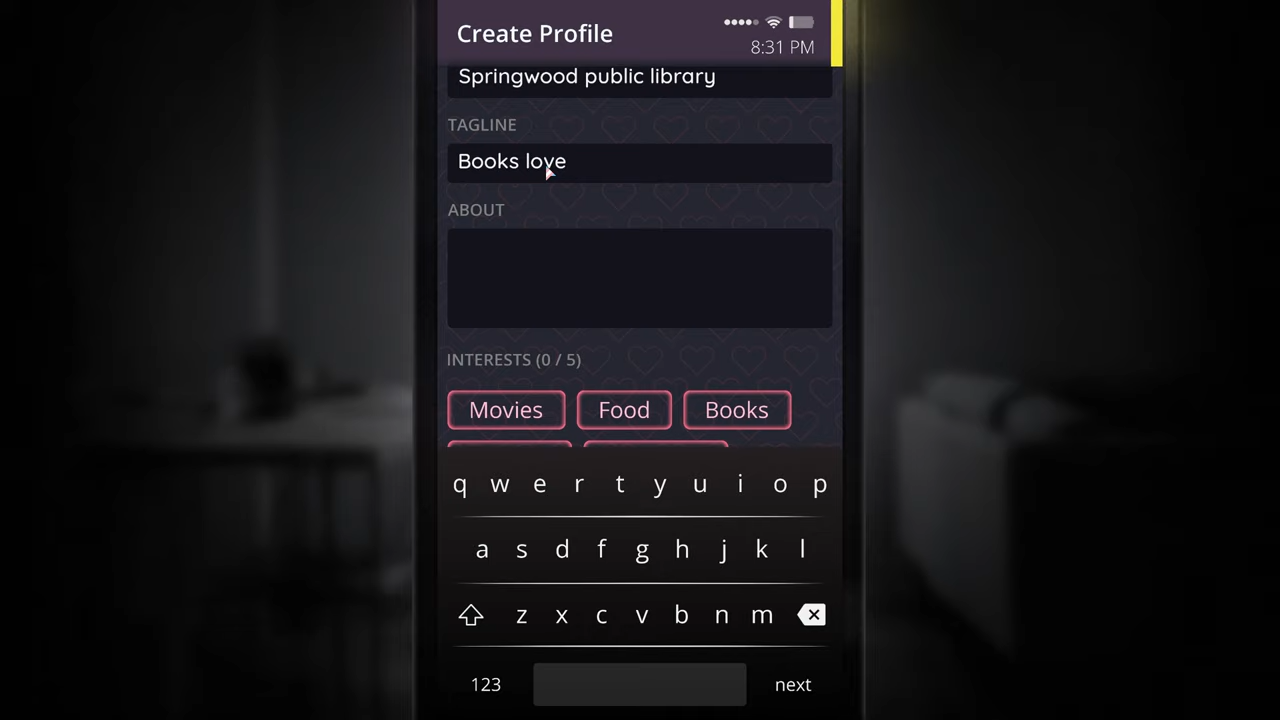 Create Profile
8:31 PM
Springwood public library
TAGLINE
Books love
ABOUT
INTERESTS (0 / 5)
Movies Food Books
q w e r t y u i o p
a s d f g h j k l
z x c v b n m
123 next